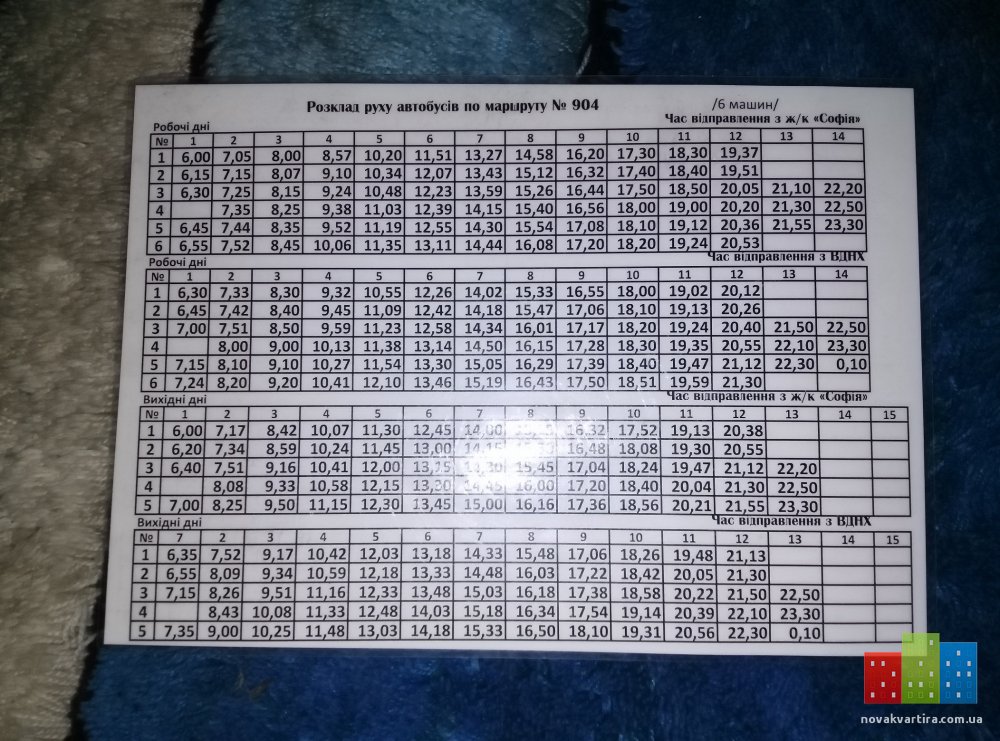 Розклад руху автобусів по маршруту № 904 /6 машин/
Робочі дні Час відправлення з ж/к «Софія»
№ 1 2 3 4 5 6 7 8 9 10 11 12 13 14
1 6,00 7,05 8,00 8,57 10,20 11,51 13,27 14,58 16,20 17,30 18,30 19,37
2 6,15 7,15 8,07 9,10 10,34 12,07 13,43 15,12 16,32 17,40 18,40 19,51
3 6,30 7,25 8,15 9,24 10,48 12,23 13,59 15,26 16,44 17,50 18,50 20,05 21,10 22,20
4 7,35 8,25 9,38 11,03 12,39 14,15 15,40 16,56 18,00 19,00 20,20 21,30 22,50
5 6,45 7,44 8,35 9,52 11,19 12,55 14,30 15,54 17,08 18,10 19,12 20,36 21,55 23,30
6 6,55 7,52 8,45 10,06 11,35 13,11 14,44 16,08 17,20 18,20 19,24 20,53
Робочі дні Час відправлення з ВДНХ
№ 1 2 3 4 5 6 7 8 9 10 11 12 13 14
1 6,30 7,33 8,30 9,32 10,55 12,26 14,02 15,33 16,55 18,00 19,02 20,12
2 6,45 7,42 8,40 9,45 11,09 12,42 14,18 15,47 17,06 18,10 19,13 20,26
3 7,00 7,51 8,50 9,59 11,23 12,58 14,34 16,01 17,17 18,20 19,24 20,40 21,50 22,50
4 8,00 9,00 10,13 11,38 13,14 14,50 16,15 17,28 18,30 19,35 20,55 22,10 23,30
5 7,15 8,10 9,10 10,27 11,54 13,30 15,05 16,29 17,39 18,40 19,47 21,12 22,30 0,10
6 7,24 8,20 9,20 10,41 12,10 13,46 15,19 16,43 17,50 18,51 19,59 21,30
Вихідні дні Час відправлення з ж/к «Софія»
№ 1 2 3 4 5 6 7 8 9 10 11 12 13 14 15
1 6,00 7,17 8,42 10,07 11,30 12,45 14,00 16,32 17,52 19,13 20,38
2 6,20 7,34 8,59 10,24 11,45 13,00 16,48 18,08 19,30 20,55
3 6,40 7,51 9,16 10,41 12,00 13,15 14,30 15,45 17,04 18,24 19,47 21,12 22,20
4 8,08 9,33 10,58 12,15 13,30 14,45 16,00 17,20 18,40 20,04 21,30 22,50
5 7,00 8,25 9,50 11,15 12,30 13,45 15,00 16,16 17,36 18,56 20,21 21,55 23,30
Вихідні дні Час відправлення з ВДНХ
№ 7 2 3 4 5 6 7 8 9 10 11 12 13 14 15
1 6,35 7,52 9,17 10,42 12,03 13,18 14,33 15,48 17,06 18,26 19,48 21,13
2 6,55 8,09 9,34 10,59 12,18 13,33 14,48 16,03 17,22 18,42 20,05 21,30
3 7,15 8,26 9,51 11,16 12,33 13,48 15,03 16,18 17,38 18,58 20,22 21,50 22,50
4 8,43 10,08 11,33 12,48 14,03 15,18 16,34 17,54 19,14 20,39 22,10 23,30
5 7,35 9,00 10,25 11,48 13,03 14,18 15,33 16,50 18,10 19,31 20,56 22,30 0,10
novakvartira.com.ua